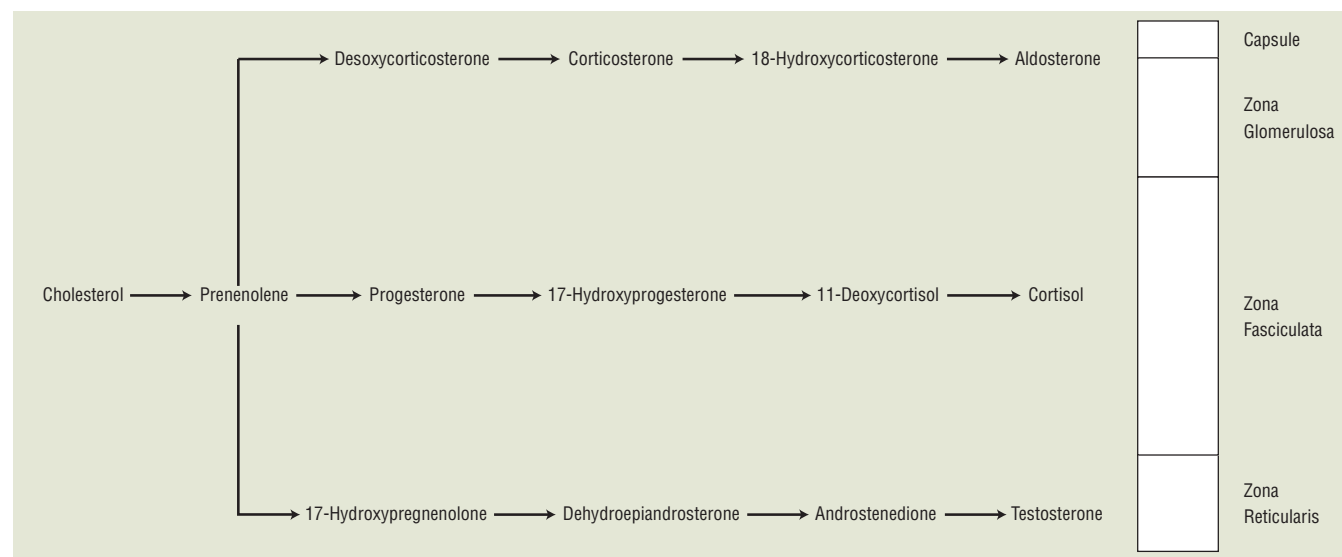 Desoxycorticosterone Corticosterone 18-Hydroxycorticosterone Aldosterone
Capsule
Zona
Glomerulosa
Cholesterol Prenenolene Progesterone 17-Hydroxyprogesterone 11-Deoxycortisol Cortisol
Zona
Fasciculata
17-Hydroxypregnenolone Dehydroepiandrosterone Androstenedione Testosterone
Zona
Reticularis